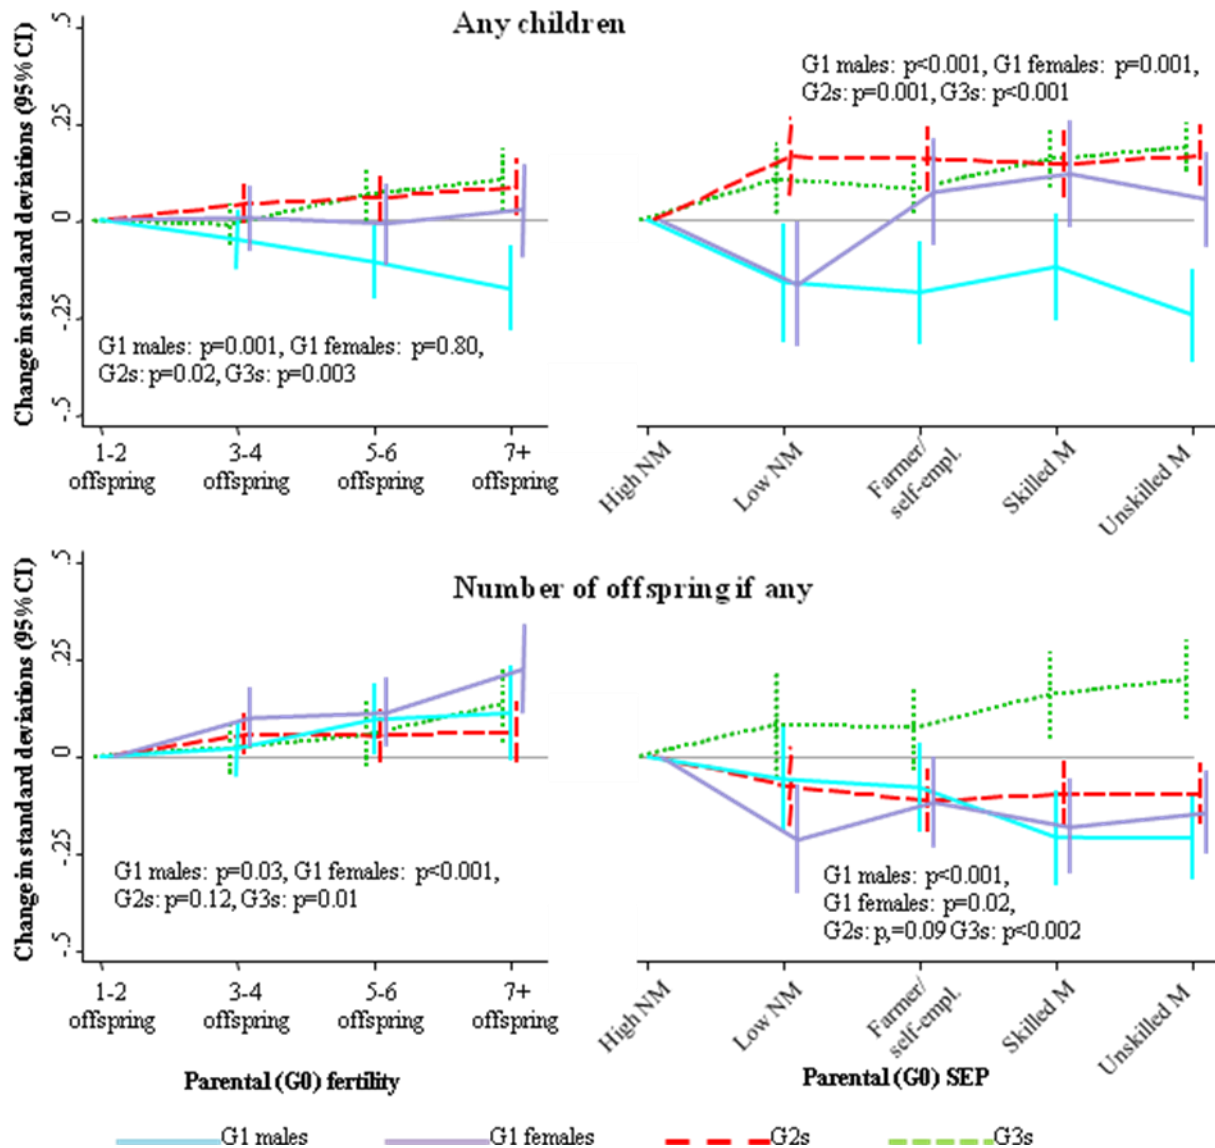 Any children
Change in standard deviations (95% CI)
.5
.25
0
-.25
-.5
G1 males: p=0.001, G1 females: p=0.80,
G2s: p=0.02, G3s: p=0.003
1-2 offspring
3-4 offspring
5-6 offspring
7+ offspring
G1 males: p<0.001, G1 females: p=0.001,
G2s: p=0.001, G3s: p<0.001
High NM
Low NM
Farmer/
self-empl.
Skilled M
Unskilled M
Number of offspring if any
Change in standard deviations (95% CI)
.5
.25
0
-.25
-.5
G1 males: p=0.03, G1 females: p<0.001,
G2s: p=0.12, G3s: p=0.01
1-2 offspring
3-4 offspring
5-6 offspring
7+ offspring
Parental (G0) fertility
G1 males: p<0.001,
G1 females: p=0.02,
G2s: p,=0.09 G3s: p<0.002
High NM
Low NM
Farmer/
self-empl.
Skilled M
Unskilled M
Parental (G0) SEP
G1 males
G1 females
G2s
G3s